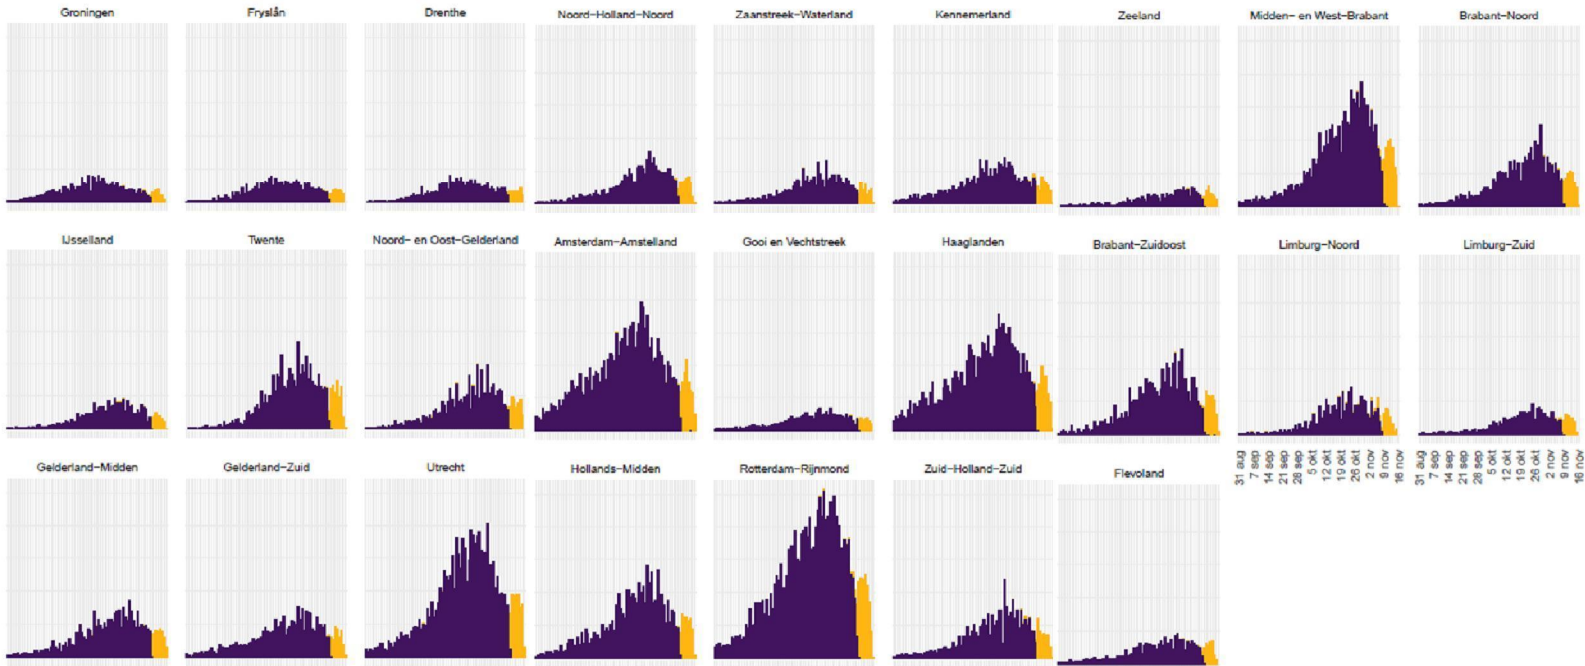 Groningen
Fryslân
Drenthe
Noord-Holland-Noord
Zaanstreek-Waterland
Kennemerland
Zeeland
Midden- en West-Brabant
Brabant-Noord
IJsselland
Twente
Noord- en Oost-Gelderland
Amsterdam-Amstelland
Gooi en Vechtstreek
Haaglanden
Brabant-Zuidoost
Limburg-Noord
Limburg-Zuid
31 aug
7 sep
14 sep
21 sep
28 sep
5 okt
12 okt
19 okt
26 okt
2 nov
9 nov
16 nov
31 aug
7 sep
14 sep
21 sep
28 sep
5 okt
12 okt
19 okt
26 okt
2 nov
9 nov
16 nov
Gelderland-Midden
Gelderland-Zuid
Utrecht
Hollands-Midden
Rotterdam-Rijnmond
Zuid-Holland-Zuid
Flevoland